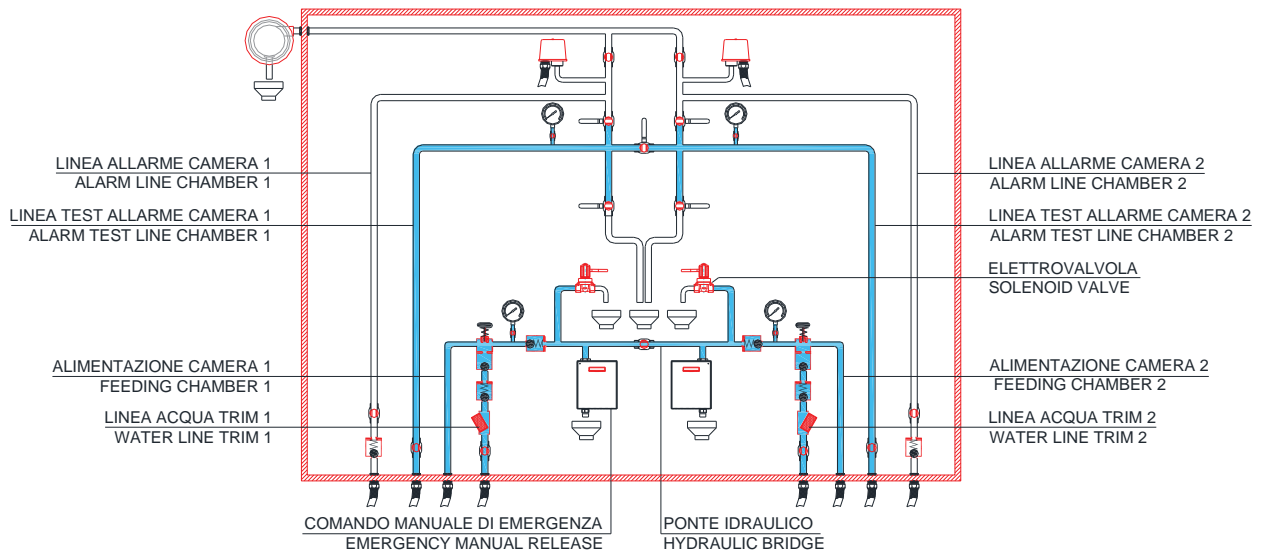 LINEA ALLARME CAMERA 1
ALARM LINE CHAMBER 1
LINEA TEST ALLARME CAMERA 1
ALARM TEST LINE CHAMBER 1
ALIMENTAZIONE CAMERA 1
FEEDING CHAMBER 1
LINEA ACQUA TRIM 1
WATER LINE TRIM 1
LINEA ALLARME CAMERA 2
ALARM LINE CHAMBER 2
LINEA TEST ALLARME CAMERA 2
ALARM TEST LINE CHAMBER 2
ELETTROVALVOLA
SOLENOID VALVE
ALIMENTAZIONE CAMERA 2
FEEDING CHAMBER 2
LINEA ACQUA TRIM 2
WATER LINE TRIM 2
COMANDO MANUALE DI EMERGENZA
EMERGENCY MANUAL RELEASE
PONTE IDRAULICO
HYDRAULIC BRIDGE